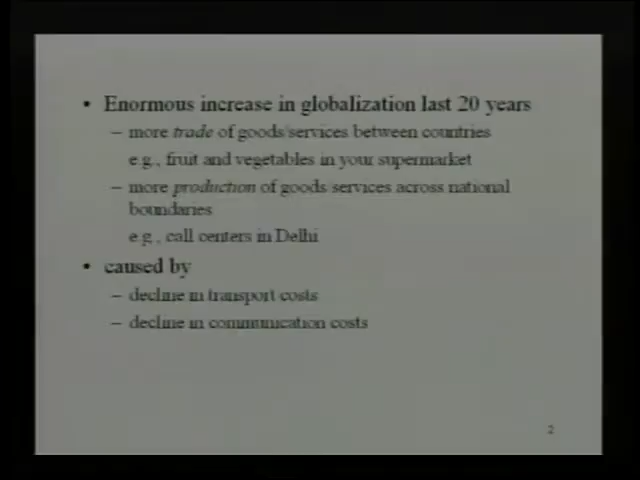 • Enormous increase in globalization last 20 years
– more trade of goods/services between countries
e.g., fruit and vegetables in your supermarket
– more production of goods services across national
boundaries
e.g., call centers in Delhi
• caused by
– decline in transport costs
– decline in communication costs
2